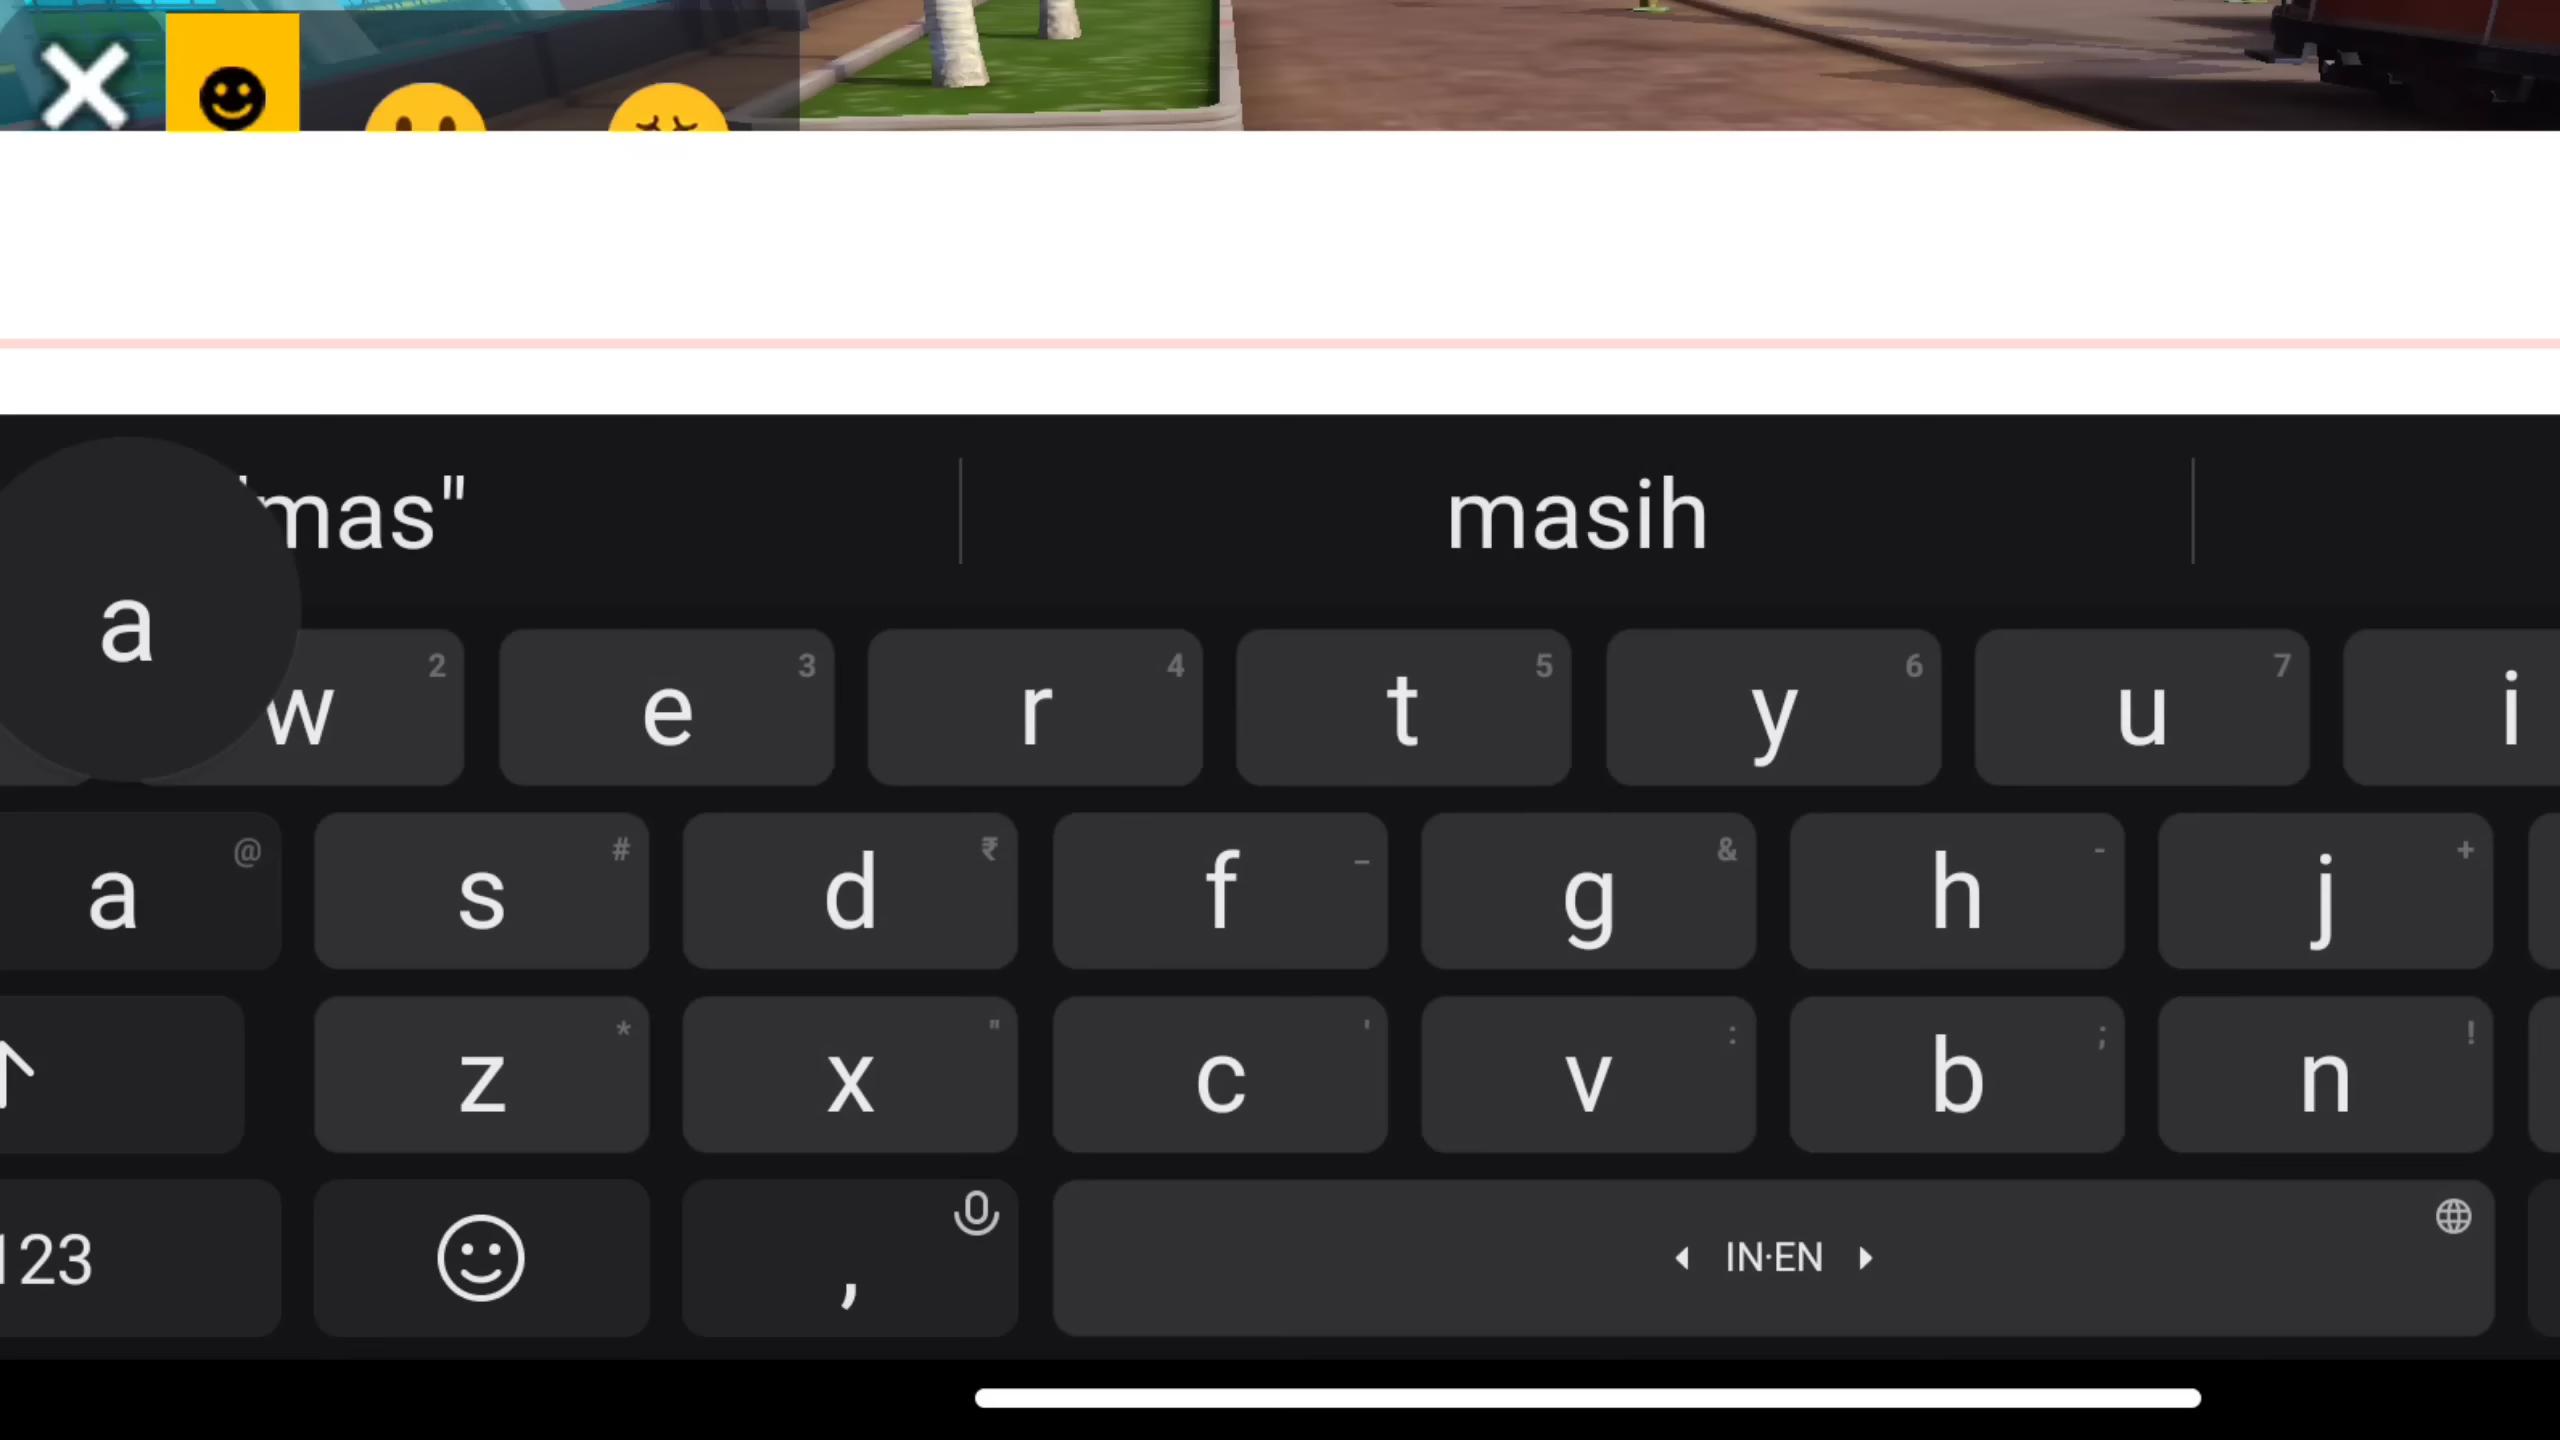 mas" masih
a
w 2 e 3 r 4 t 5 y 6 u 7 i
a @ s # d ₹ f _ g & h - j +
z * x " c ' v : b ; n !
123 , IN·EN